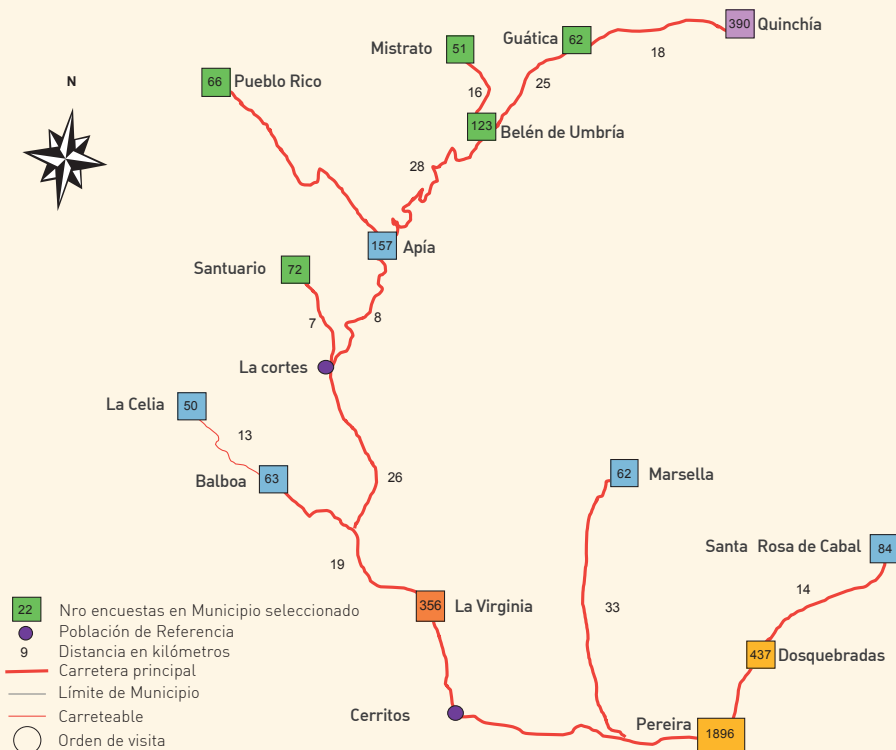 390 Quinchía
Guática 62
18
Mistrato 51
25
16
66 Pueblo Rico
N
123 Belén de Umbría
28
157 Apía
Santuario 72
7
8
La cortes
La Celia 50
13
Balboa 63
26
62 Marsella
19
Santa Rosa de Cabal 84
14
356 La Virginia
33
437 Dosquebradas
Cerritos
Pereira 1896
22 Nro encuestas en Municipio seleccionado
Población de Referencia
9 Distancia en kilómetros
Carretera principal
Límite de Municipio
Carreteable
Orden de visita